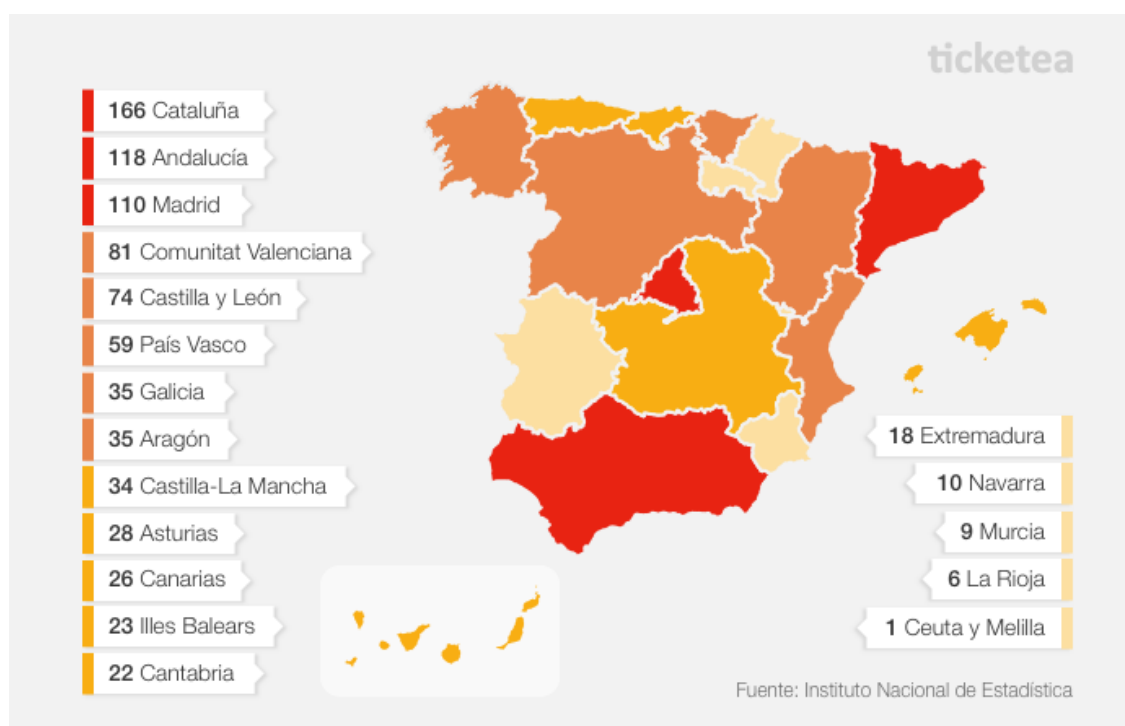 ticketea
166 Cataluña
118 Andalucía
110 Madrid
81 Comunitat Valenciana
74 Castilla y León
59 País Vasco
35 Galicia
35 Aragón
34 Castilla-La Mancha
28 Asturias
26 Canarias
23 Illes Balears
22 Cantabria
18 Extremadura
10 Navarra
9 Murcia
6 La Rioja
1 Ceuta y Melilla
Fuente: Instituto Nacional de Estadística